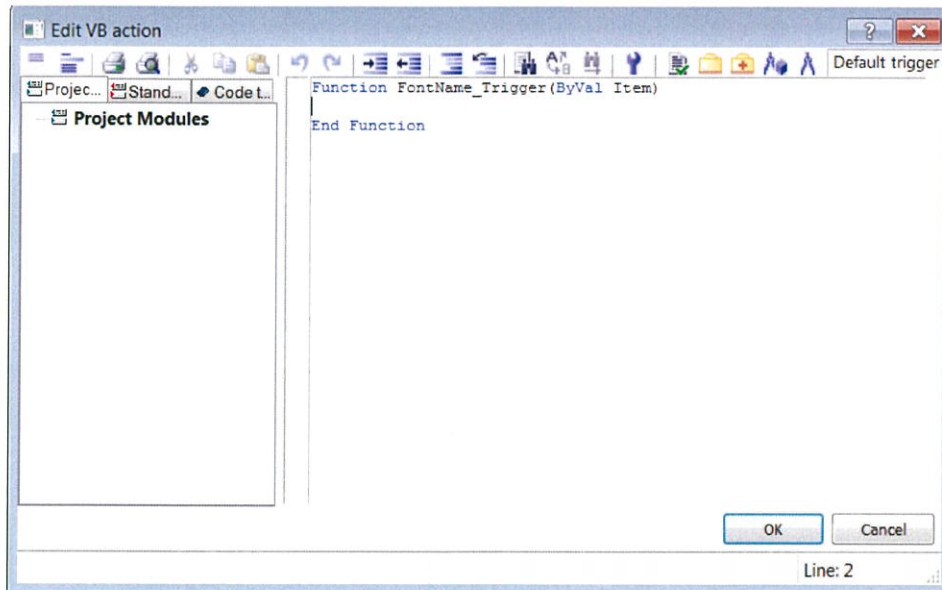 Edit VB action
Default trigger
Projec... Stand... Code t...
Project Modules
Function FontName_Trigger(ByVal Item)
End Function
OK Cancel
Line: 2